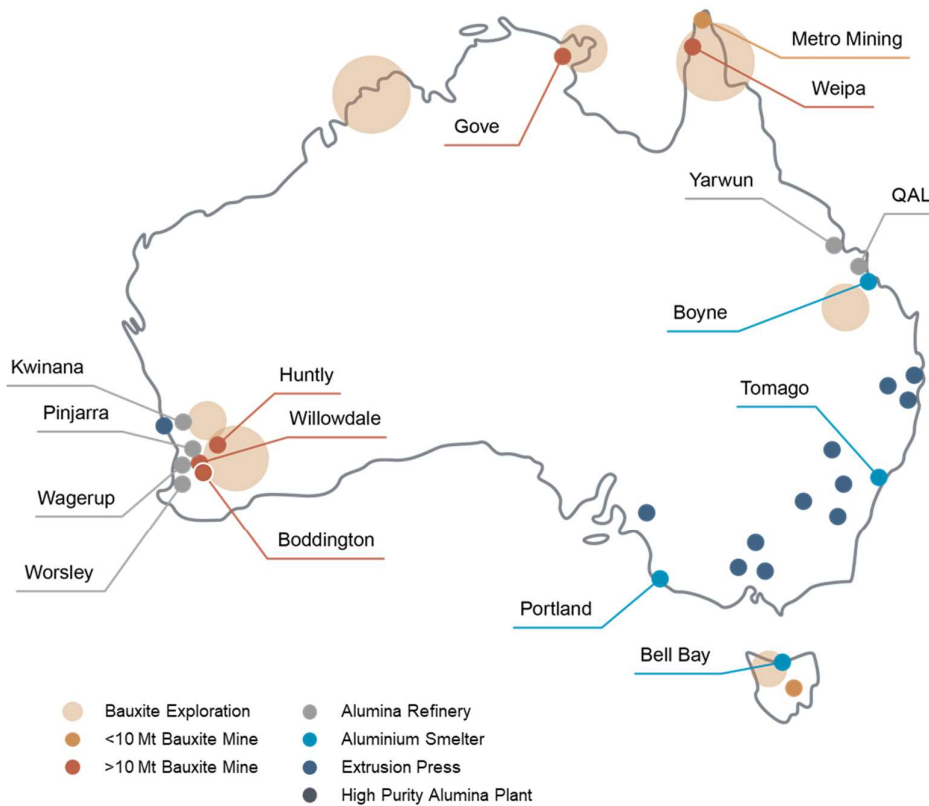 Metro Mining
Weipa
Gove
Yarwun
QAL
Boyne
Kwinana
Huntly
Pinjarra
Willowdale
Tomago
Wagerup
Boddington
Worsley
Portland
Bell Bay
Bauxite Exploration
<10 Mt Bauxite Mine
>10 Mt Bauxite Mine
Alumina Refinery
Aluminium Smelter
Extrusion Press
High Purity Alumina Plant